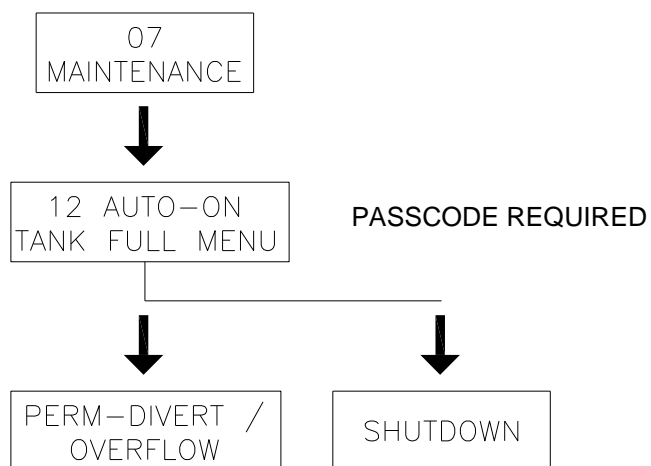 07
MAINTENANCE
12 AUTO-ON
TANK FULL MENU
PASSCODE REQUIRED
PERM-DIVERT /
OVERFLOW
SHUTDOWN